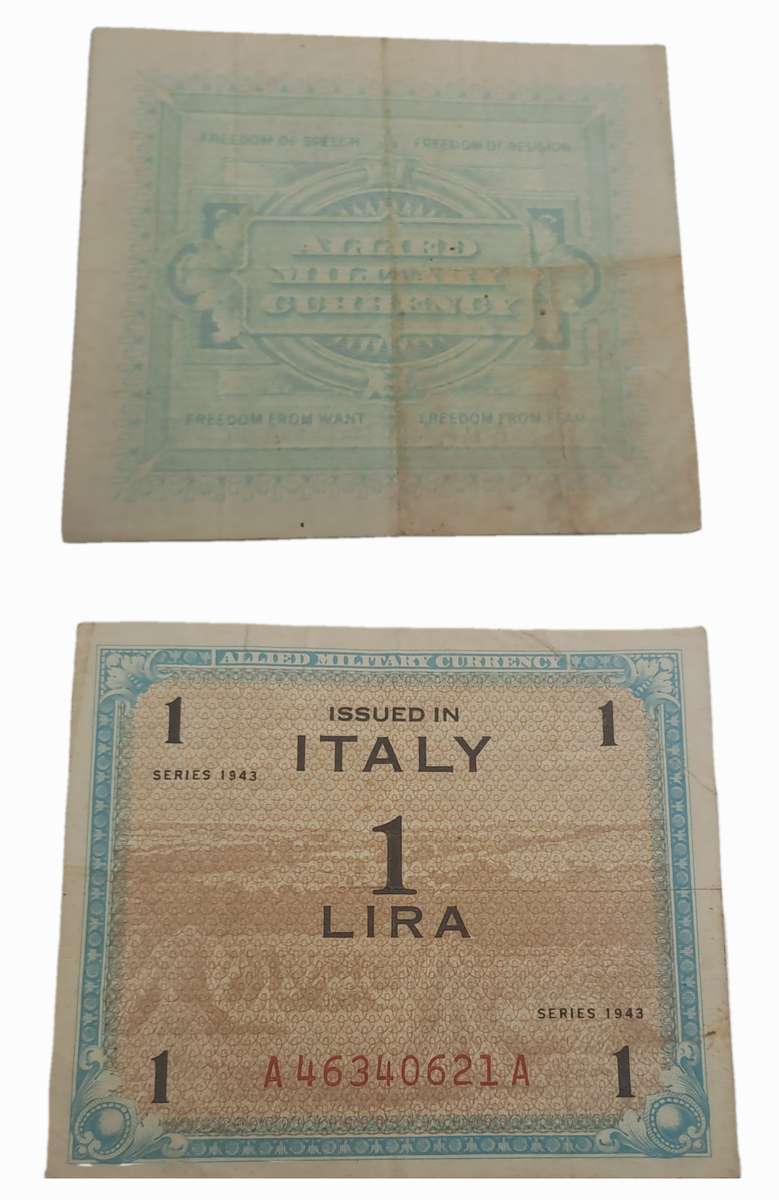 FREEDOM OF SPEECH FREEDOM OF RELIGION
ALLIED
MILITARY
CURRENCY
FREEDOM FROM WANT FREEDOM FROM FEAR
ALLIED MILITARY CURRENCY
1 1
ISSUED IN
ITALY
SERIES 1943
1
LIRA
SERIES 1943
1 1
A46340621A